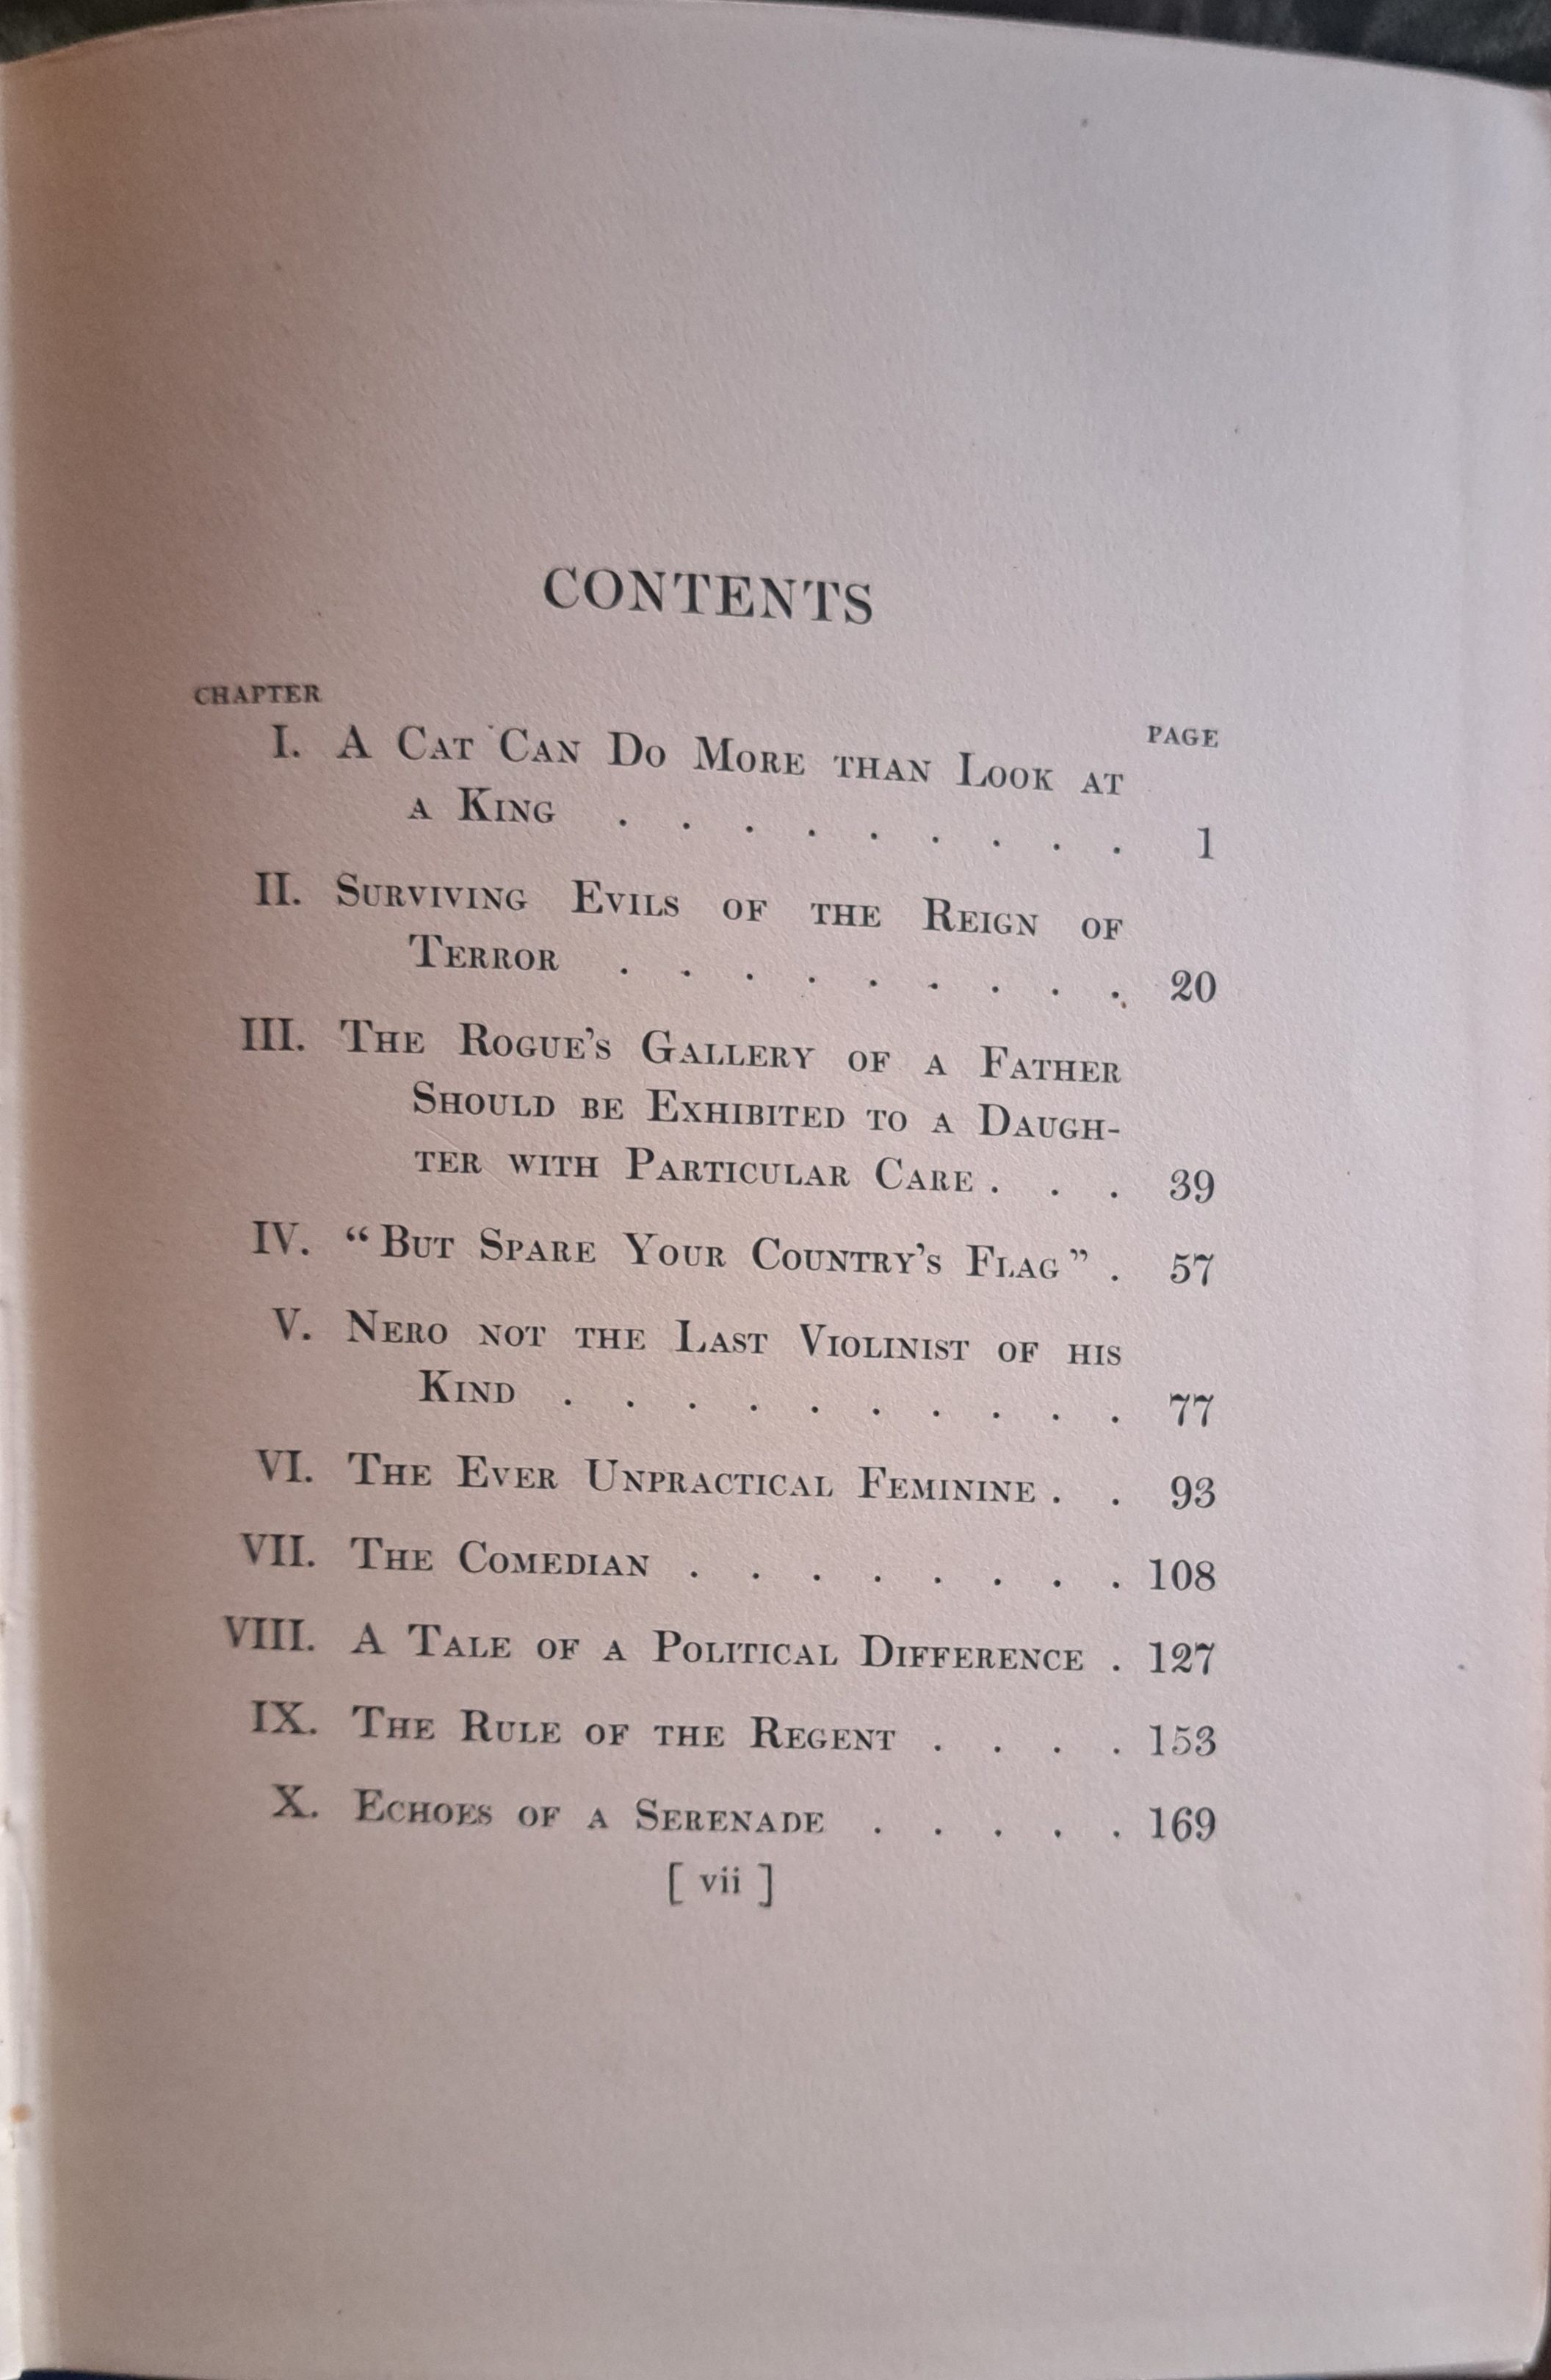 CONTENTS
CHAPTER
PAGE
I. A Cat Can Do More than Look at
a King . . . . . . . . . 1
II. Surviving Evils of the Reign of
Terror . . . . . . . . . 20
III. The Rogue's Gallery of a Father
Should be Exhibited to a Daugh-
ter with Particular Care . . . 39
IV. “But Spare Your Country's Flag” . 57
V. Nero not the Last Violinist of his
Kind . . . . . . . . . . 77
VI. The Ever Unpractical Feminine . . 93
VII. The Comedian . . . . . . . . 108
VIII. A Tale of a Political Difference . 127
IX. The Rule of the Regent . . . . 153
X. Echoes of a Serenade . . . . . 169
[ vii ]